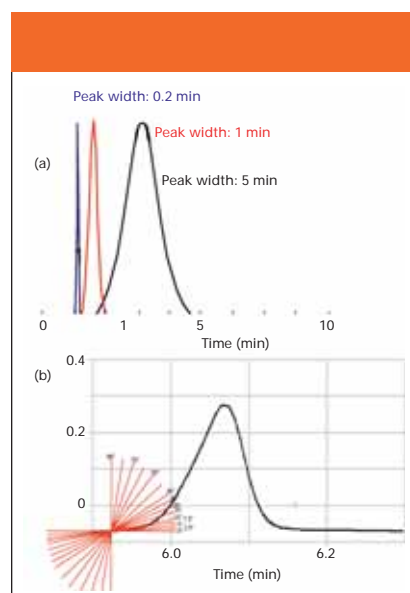 Peak width: 0.2 min
Peak width: 1 min
(a)
Peak width: 5 min
0 1 5 10
Time (min)
(b)
0.4
0.2
0
6.0 6.2
Time (min)